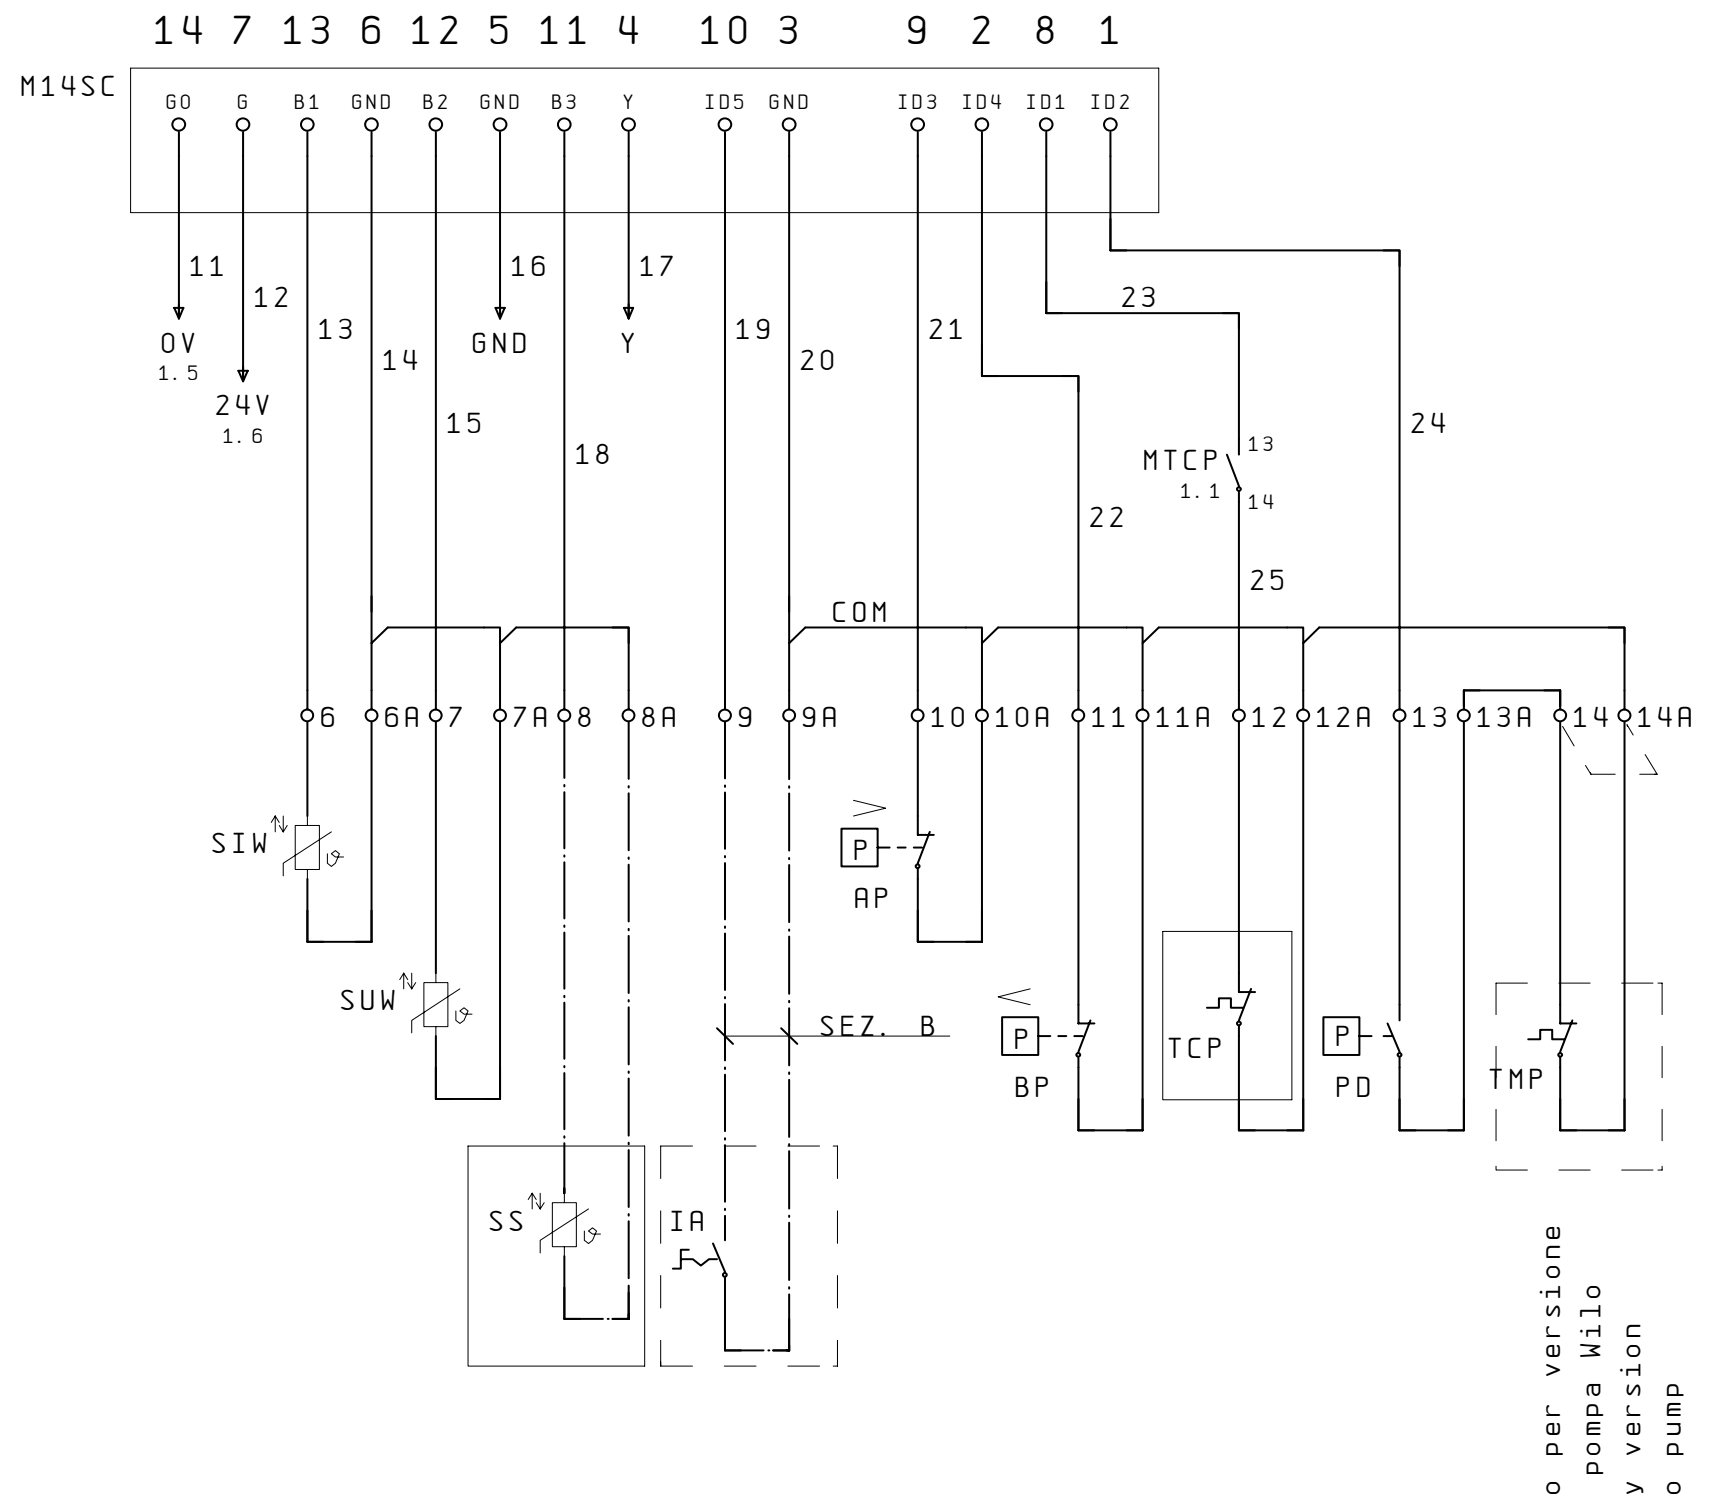 14 7 13 6 12 5 11 4 10 3 9 2 8 1
M14SC
G0 G B1 GND B2 GND B3 Y ID5 GND ID3 ID4 ID1 ID2
11 16 17
12 23
13 19 21
0V GND Y
14 20
1.5
24V
15 24
1.6
18
13
MTCP
1.1
14
22
25
COM
6 6A 7 7A 8 8A 9 9A 10 10A 11 11A 12 12A 13 13A 14 14A
>
SIW
ϑ
P
AP
SUW
ϑ
<
SEZ. B
P
BP
TCP
P
PD
TMP
SS
ϑ
IA
o per versione
pompa Wilo
y version
o pump